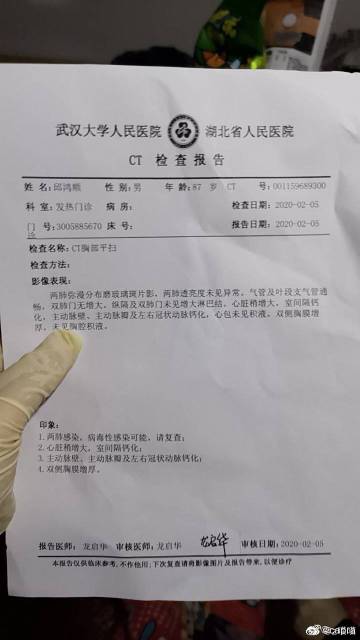 武汉大学人民医院 湖北省人民医院
CT 检查报告
姓 名: 邱鸿顺 性 别: 男 年 龄: 87 岁 CT 号: 001159689300
科 室: 发热门诊 病 房: 检查日期: 2020-02-05
门诊号: 3005885670 床 号: 报告日期: 2020-02-05
检查名称: CT胸部平扫
检查方法:
影像表现:
两肺弥漫分布磨玻璃斑片影,两肺透亮度未见异常。气管及叶段支气管通
畅,双肺门无增大。纵隔及双肺门未见增大淋巴结。心脏稍增大,室间隔钙
化,主动脉壁、主动脉瓣及左右冠状动脉钙化,心包未见积液。双侧胸膜增
厚,未见胸腔积液。
印象:
1.两肺感染,病毒性感染可能,请复查;
2.心脏稍增大,室间隔钙化;
3.主动脉壁、主动脉瓣及左右冠状动脉钙化;
4.双侧胸膜增厚。
报告医师: 龙启华 审核医师: 龙启华 龙启华 审核日期: 2020-02-05
本报告仅供临床参考,不作他用;下次复查请将影像图片及报告带来,以便诊疗